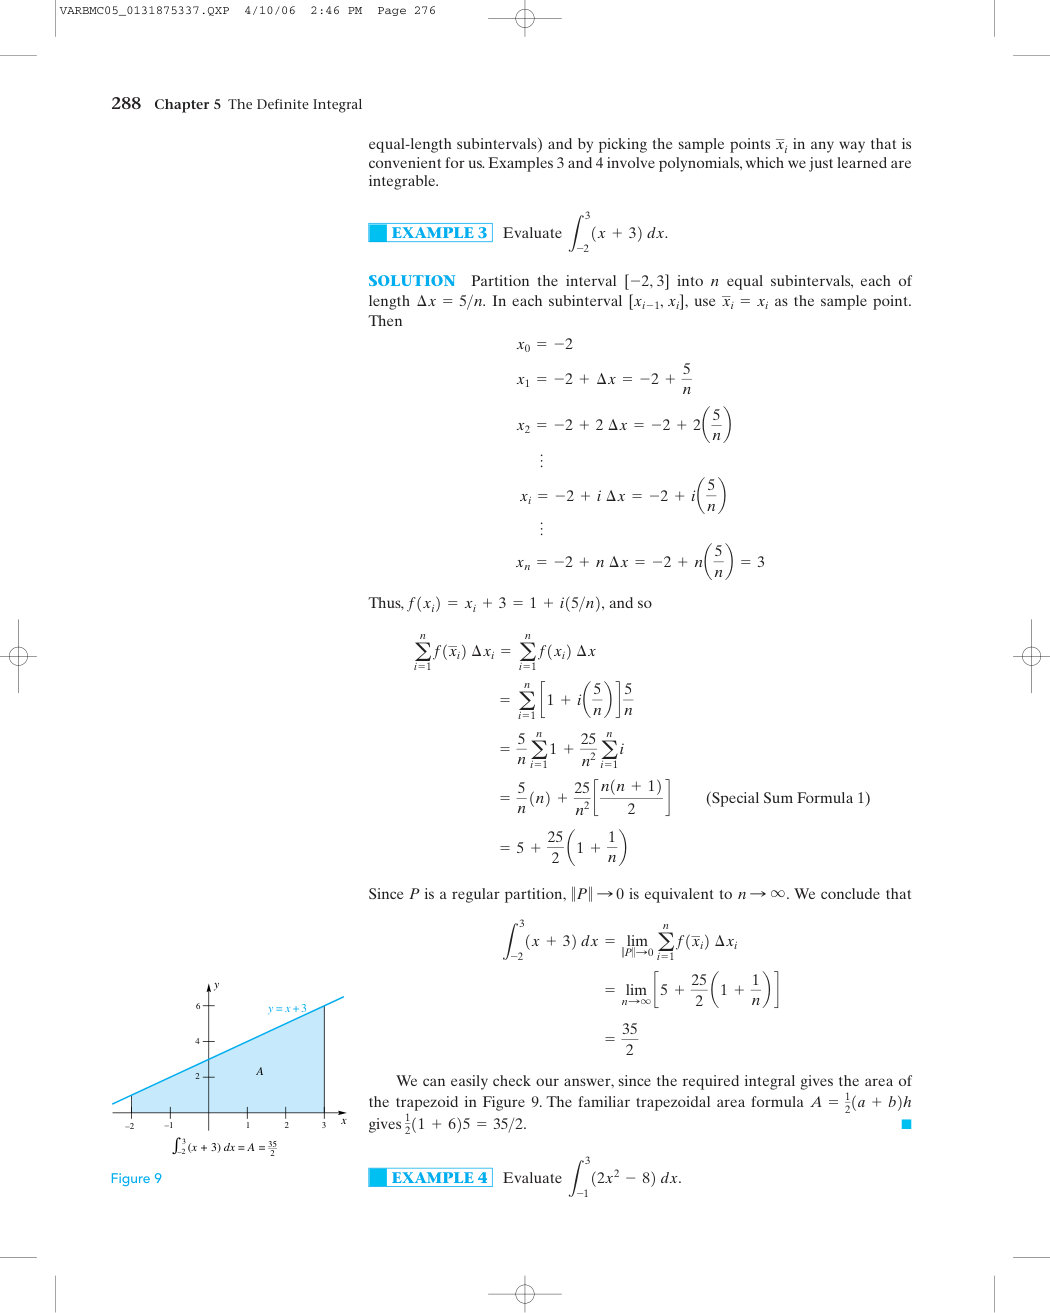 VARBMC05_0131875337.QXP 4/10/06 2:46 PM Page 276
288 Chapter 5 The Definite Integral
equal-length subintervals) and by picking the sample points x̅ᵢ in any way that is
convenient for us. Examples 3 and 4 involve polynomials, which we just learned are
integrable.
EXAMPLE 3 Evaluate ∫₋₂³ (x + 3) dx.
SOLUTION Partition the interval [−2, 3] into n equal subintervals, each of
length Δx = 5/n. In each subinterval [xᵢ₋₁, xᵢ], use x̅ᵢ = xᵢ as the sample point.
Then
x₀ = −2
x₁ = −2 + Δx = −2 + 5/n
x₂ = −2 + 2 Δx = −2 + 2(5/n)
⋮
xᵢ = −2 + i Δx = −2 + i(5/n)
⋮
xₙ = −2 + n Δx = −2 + n(5/n) = 3
Thus, f(xᵢ) = xᵢ + 3 = 1 + i(5/n), and so
∑ᵢ₌₁ⁿ f(x̅ᵢ) Δxᵢ = ∑ᵢ₌₁ⁿ f(xᵢ) Δx
= ∑ᵢ₌₁ⁿ [1 + i(5/n)] 5/n
= 5/n ∑ᵢ₌₁ⁿ 1 + 25/n² ∑ᵢ₌₁ⁿ i
= 5/n (n) + 25/n² [n(n + 1)/2] (Special Sum Formula 1)
= 5 + 25/2 (1 + 1/n)
Since P is a regular partition, ‖P‖ → 0 is equivalent to n → ∞. We conclude that
∫₋₂³ (x + 3) dx = lim ‖P‖→0 ∑ᵢ₌₁ⁿ f(x̅ᵢ) Δxᵢ
= lim n→∞ [5 + 25/2 (1 + 1/n)]
= 35/2
We can easily check our answer, since the required integral gives the area of
the trapezoid in Figure 9. The familiar trapezoidal area formula A = ½(a + b)h
gives ½(1 + 6)5 = 35/2.
y
6
y = x + 3
4
A
2
−2 −1 1 2 3 x
∫₋₂³ (x + 3) dx = A = 35/2
Figure 9
EXAMPLE 4 Evaluate ∫₋₁³ (2x² − 8) dx.